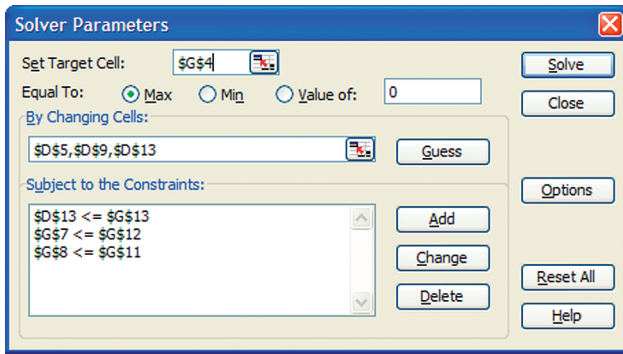 Solver Parameters
Set Target Cell: $G$4
Solve
Equal To: Max Min Value of: 0
Close
By Changing Cells:
$D$5,$D$9,$D$13
Guess
Subject to the Constraints:
Options
$D$13 <= $G$13
Add
$G$7 <= $G$12
$G$8 <= $G$11
Change
Reset All
Delete
Help